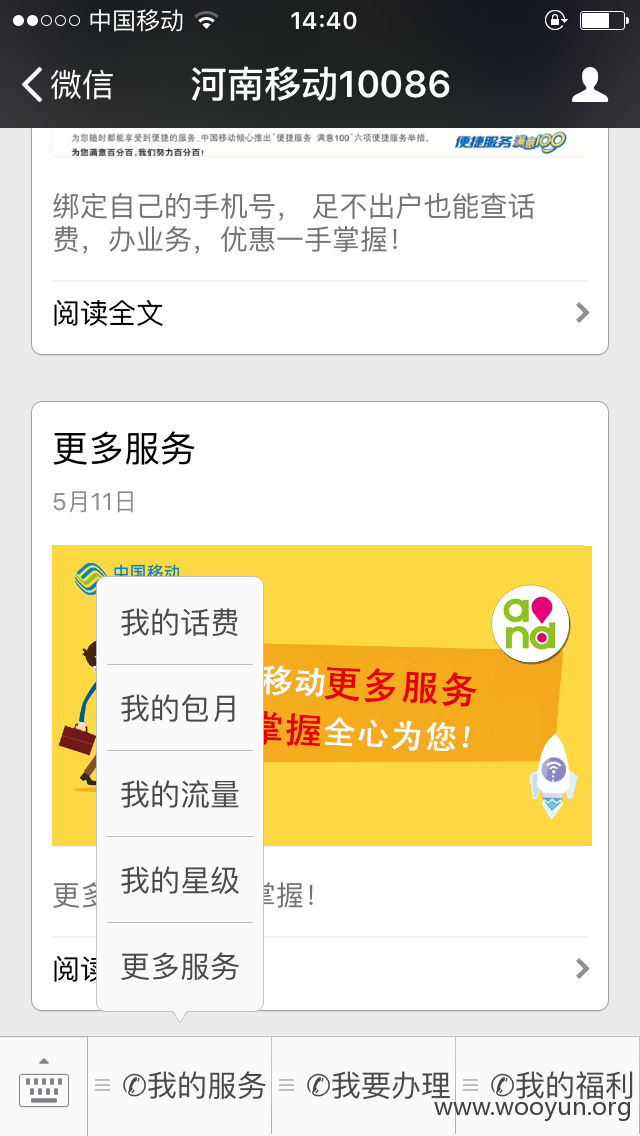 中国移动
14:40
微信
河南移动10086
为您随时都能享受到便捷的服务,中国移动倾心推出"便捷服务 满意100"六项便捷服务举措。
便捷服务 满意100
为您满意百分百,我们努力百分百!
绑定自己的手机号， 足不出户也能查话
费，办业务，优惠一手掌握！
阅读全文
更多服务
5月11日
中国移动
and
移动更多服务
掌握全心为您!
我的话费
我的包月
我的流量
我的星级
更多服务
更多
掌握！
阅读
✆我的服务
✆我要办理
✆我的福利
www.wooyun.org